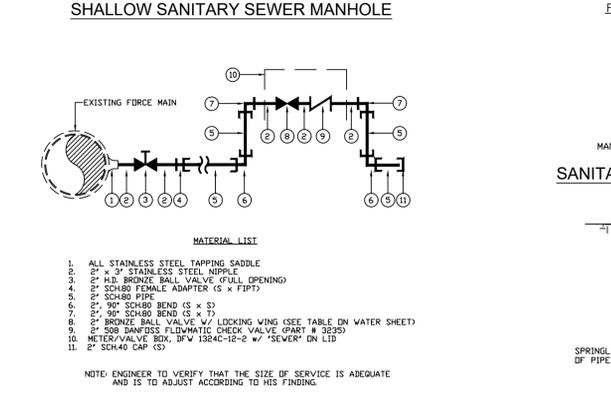 SHALLOW SANITARY SEWER MANHOLE
F
10
EXISTING FORCE MAIN
7 7
5 2 8 2 9 2 5
MAN
SANITA
1 2 3 2 4 5 6 6 5 11
MATERIAL LIST
1. ALL STAINLESS STEEL TAPPING SADDLE
2. 2" x 3" STAINLESS STEEL NIPPLE
3. 2" H.D. BRONZE BALL VALVE (FULL OPENING)
4. 2" SCH.80 FEMALE ADAPTER (S x FIPT)
5. 2" SCH.80 PIPE
6. 2", 90° SCH.80 BEND (S x S)
7. 2", 90° SCH.80 BEND (S x T)
8. 2" BRONZE BALL VALVE W/ LOCKING WING (SEE TABLE ON WATER SHEET)
9. 2" 508 DANFOSS FLOWMATIC CHECK VALVE (PART # 3235)
10. METER/VALVE BOX, DFW 1324C-12-2 w/ "SEWER" ON LID
11. 2" SCH.40 CAP (S)
SPRINGL
OF PIPE
NOTE: ENGINEER TO VERIFY THAT THE SIZE OF SERVICE IS ADEQUATE
AND IS TO ADJUST ACCORDING TO HIS FINDING.